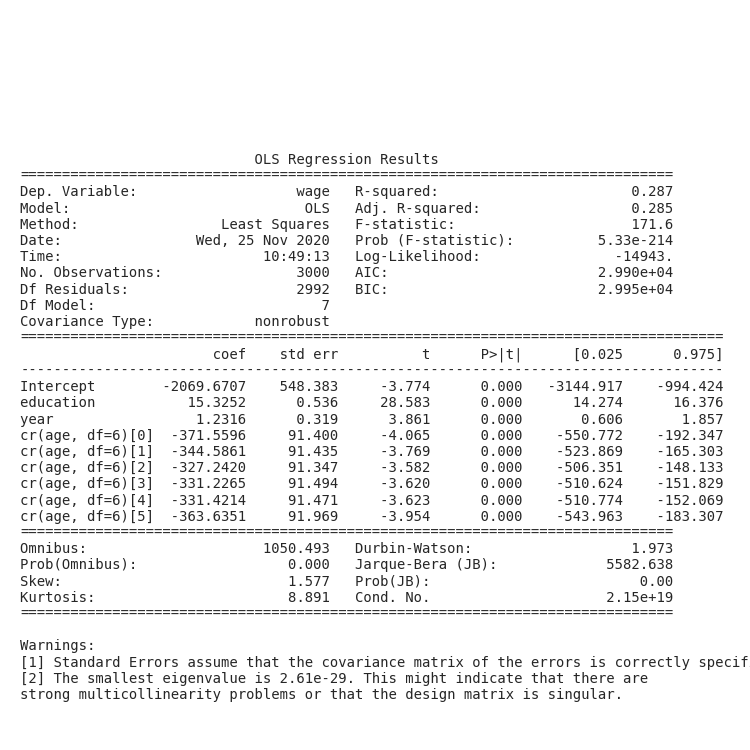 OLS Regression Results
==============================================================================
Dep. Variable:                   wage   R-squared:                       0.287
Model:                            OLS   Adj. R-squared:                  0.285
Method:                 Least Squares   F-statistic:                     171.6
Date:                Wed, 25 Nov 2020   Prob (F-statistic):          5.33e-214
Time:                        10:49:13   Log-Likelihood:                -14943.
No. Observations:                3000   AIC:                         2.990e+04
Df Residuals:                    2992   BIC:                         2.995e+04
Df Model:                           7
Covariance Type:            nonrobust
====================================================================================
                       coef    std err          t      P>|t|      [0.025      0.975]
------------------------------------------------------------------------------------
Intercept        -2069.6707    548.383     -3.774      0.000   -3144.917    -994.424
education           15.3252      0.536     28.583      0.000      14.274      16.376
year                 1.2316      0.319      3.861      0.000       0.606       1.857
cr(age, df=6)[0]  -371.5596     91.400     -4.065      0.000    -550.772    -192.347
cr(age, df=6)[1]  -344.5861     91.435     -3.769      0.000    -523.869    -165.303
cr(age, df=6)[2]  -327.2420     91.347     -3.582      0.000    -506.351    -148.133
cr(age, df=6)[3]  -331.2265     91.494     -3.620      0.000    -510.624    -151.829
cr(age, df=6)[4]  -331.4214     91.471     -3.623      0.000    -510.774    -152.069
cr(age, df=6)[5]  -363.6351     91.969     -3.954      0.000    -543.963    -183.307
==============================================================================
Omnibus:                     1050.493   Durbin-Watson:                   1.973
Prob(Omnibus):                  0.000   Jarque-Bera (JB):             5582.638
Skew:                           1.577   Prob(JB):                         0.00
Kurtosis:                       8.891   Cond. No.                     2.15e+19
==============================================================================
Warnings:
[1] Standard Errors assume that the covariance matrix of the errors is correctly specif
[2] The smallest eigenvalue is 2.61e-29. This might indicate that there are
strong multicollinearity problems or that the design matrix is singular.